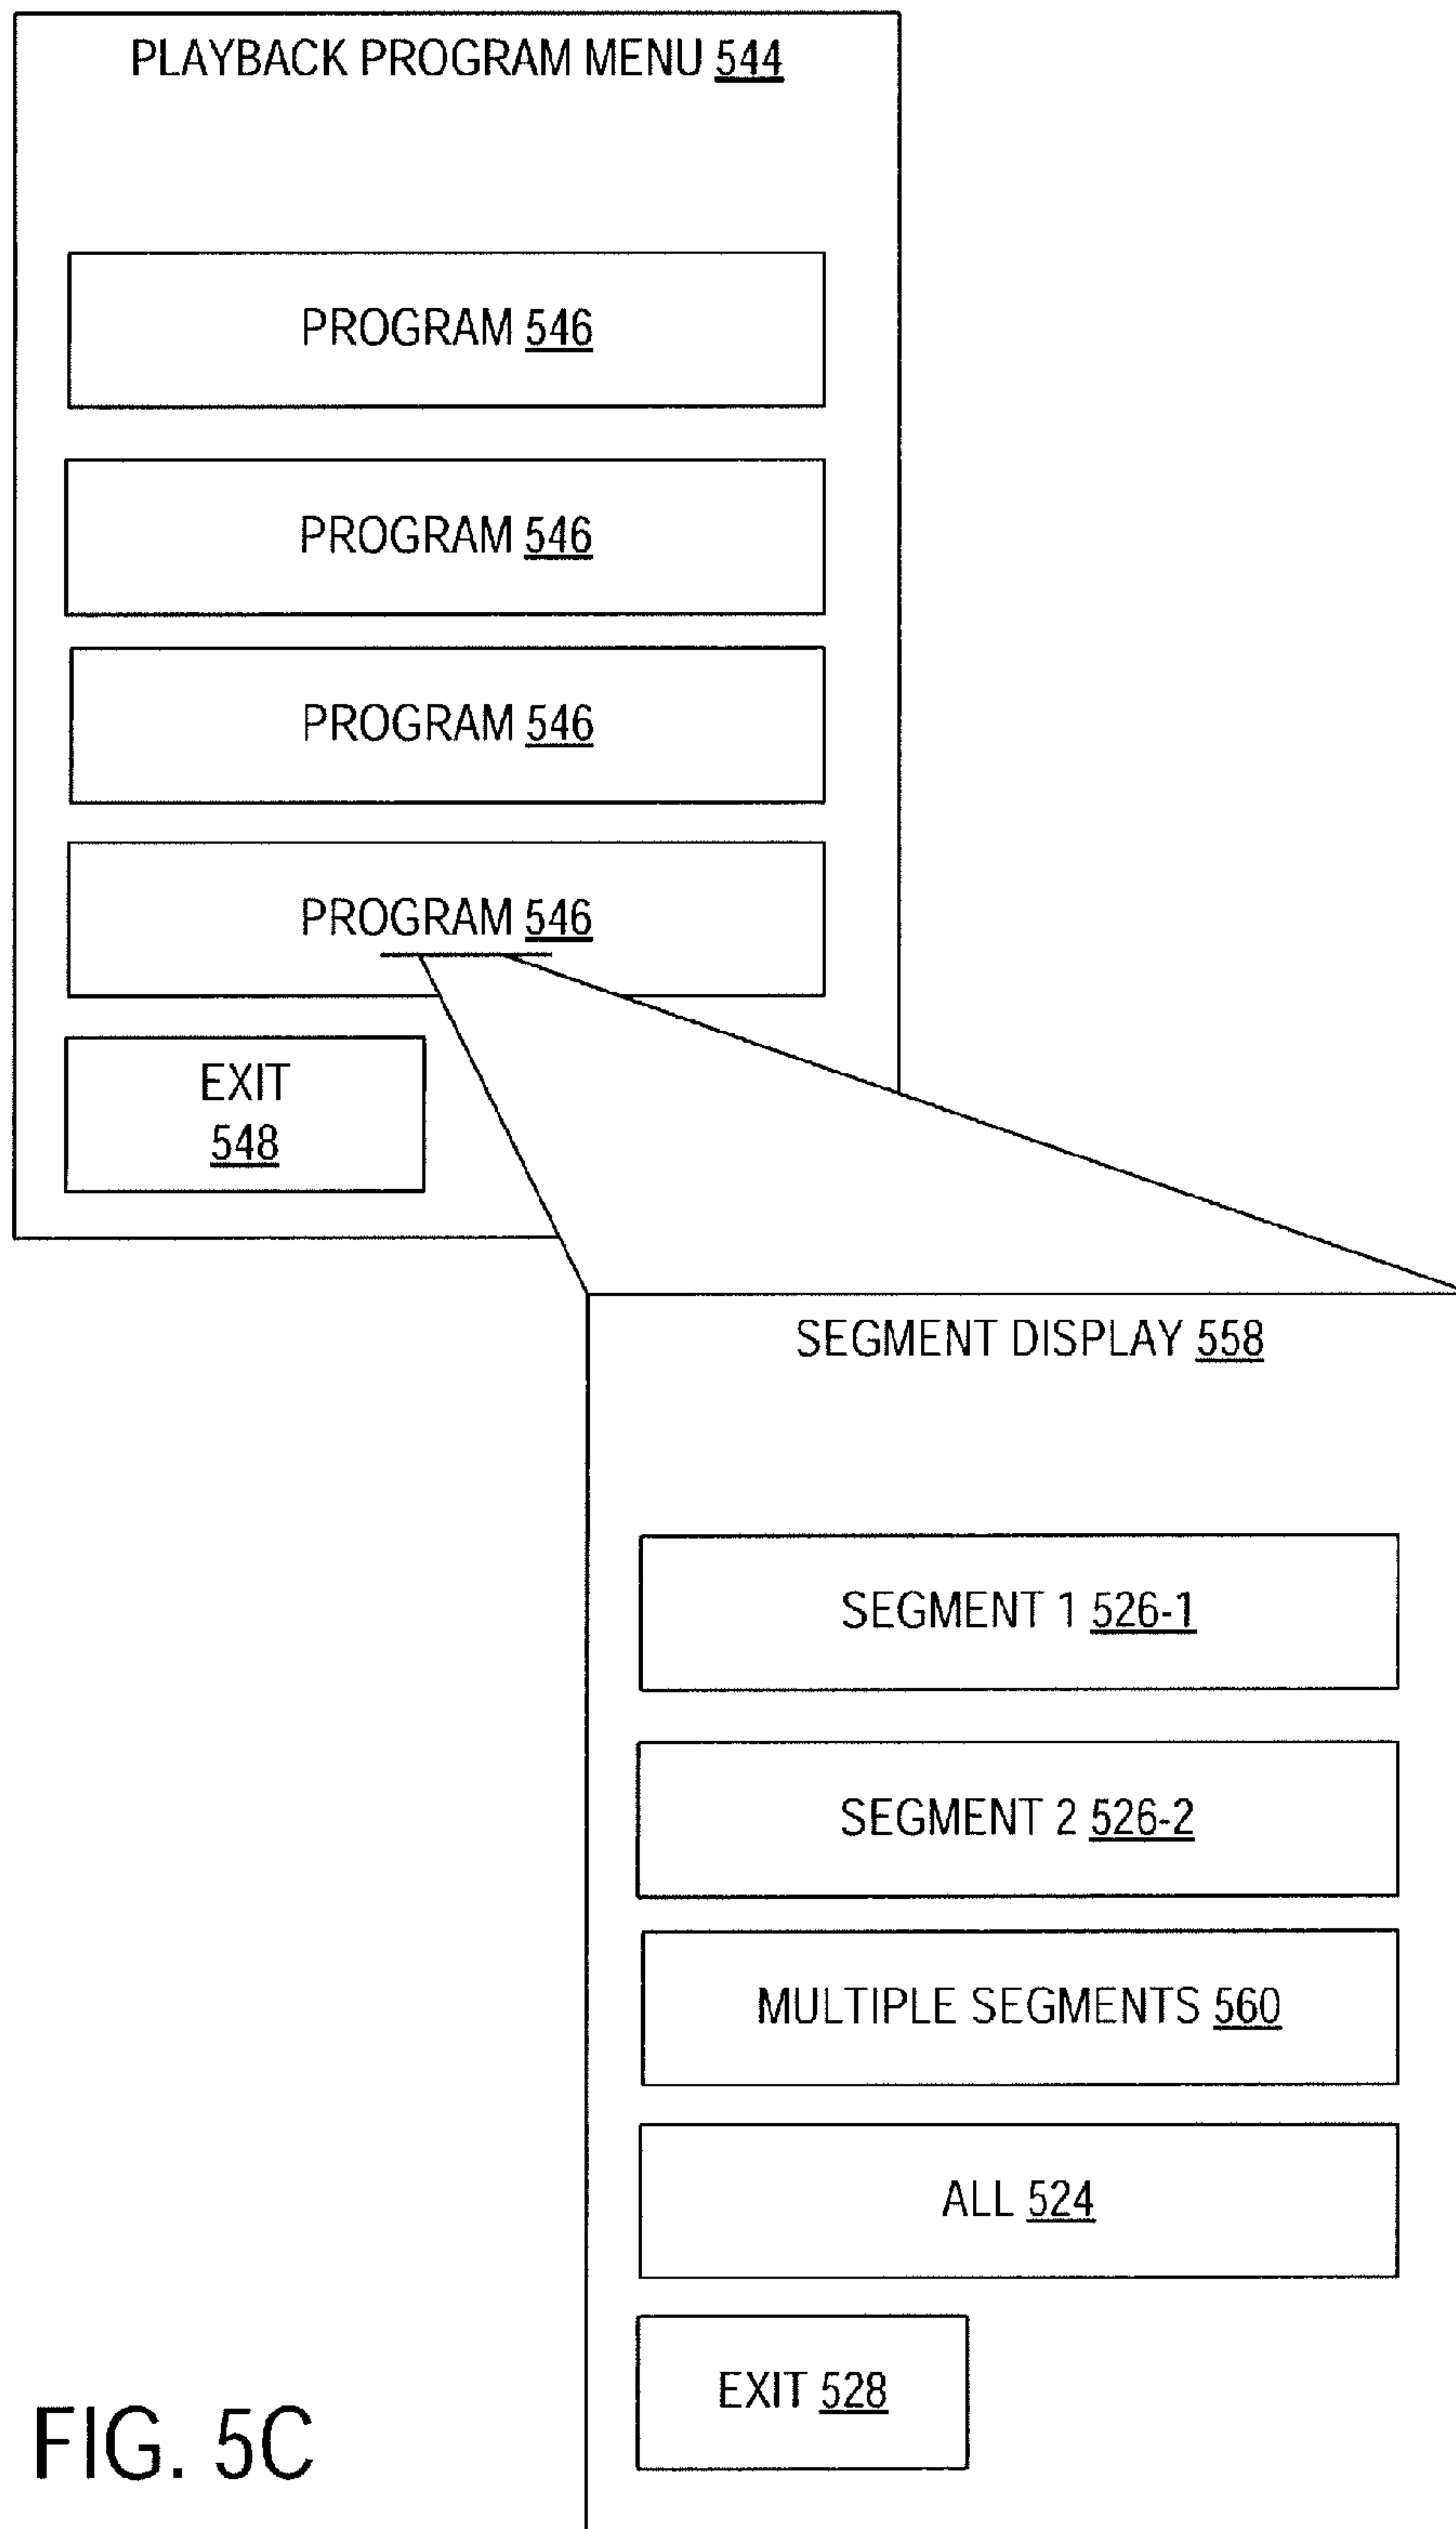 PLAYBACK PROGRAM MENU 544
PROGRAM 546
PROGRAM 546
PROGRAM 546
PROGRAM 546
EXIT
548
SEGMENT DISPLAY 558
SEGMENT 1 526-1
SEGMENT 2 526-2
MULTIPLE SEGMENTS 560
ALL 524
EXIT 528
FIG. 5C